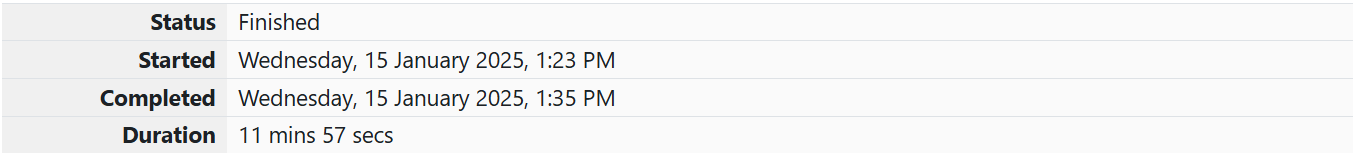 Status Finished
Started Wednesday, 15 January 2025, 1:23 PM
Completed Wednesday, 15 January 2025, 1:35 PM
Duration 11 mins 57 secs